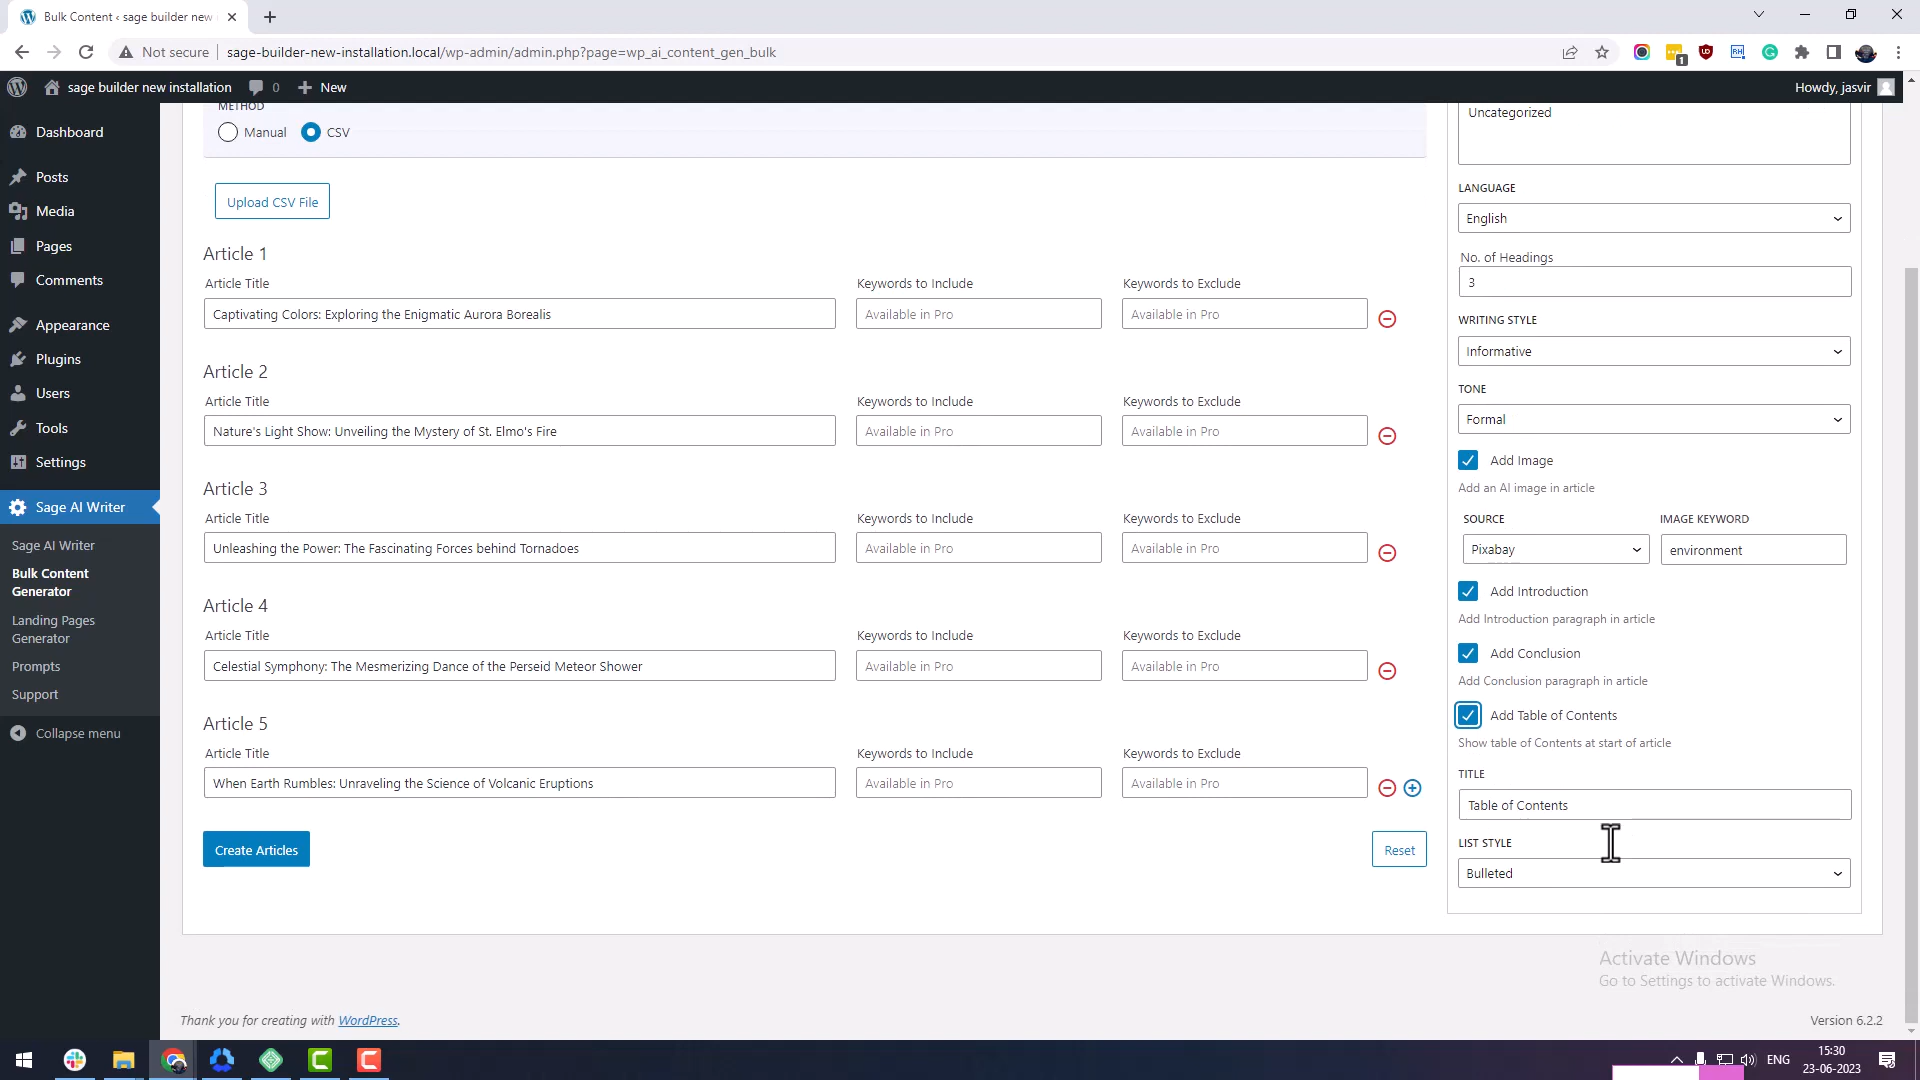 Bulk Content ‹ sage builder new
Not secure
sage-builder-new-installation.local/wp-admin/admin.php?page=wp_ai_content_gen_bulk
1
sage builder new installation
0
New
Howdy, jasvir
Dashboard
Posts
Media
Pages
Comments
Appearance
Plugins
Users
Tools
Settings
Sage AI Writer
Sage AI Writer
Bulk Content
Generator
Landing Pages
Generator
Prompts
Support
Collapse menu
METHOD
Manual
CSV
Upload CSV File
Article 1
Article Title
Keywords to Include
Keywords to Exclude
Captivating Colors: Exploring the Enigmatic Aurora Borealis
Available in Pro
Available in Pro
Article 2
Article Title
Keywords to Include
Keywords to Exclude
Nature's Light Show: Unveiling the Mystery of St. Elmo's Fire
Available in Pro
Available in Pro
Article 3
Article Title
Keywords to Include
Keywords to Exclude
Unleashing the Power: The Fascinating Forces behind Tornadoes
Available in Pro
Available in Pro
Article 4
Article Title
Keywords to Include
Keywords to Exclude
Celestial Symphony: The Mesmerizing Dance of the Perseid Meteor Shower
Available in Pro
Available in Pro
Article 5
Article Title
Keywords to Include
Keywords to Exclude
When Earth Rumbles: Unraveling the Science of Volcanic Eruptions
Available in Pro
Available in Pro
Create Articles
Reset
Uncategorized
LANGUAGE
English
No. of Headings
3
WRITING STYLE
Informative
TONE
Formal
Add Image
Add an AI image in article
SOURCE
IMAGE KEYWORD
Pixabay
environment
Add Introduction
Add Introduction paragraph in article
Add Conclusion
Add Conclusion paragraph in article
Add Table of Contents
Show table of Contents at start of article
TITLE
Table of Contents
LIST STYLE
Bulleted
Activate Windows
Go to Settings to activate Windows.
Thank you for creating with WordPress.
Version 6.2.2
ENG
15:30
23-06-2023